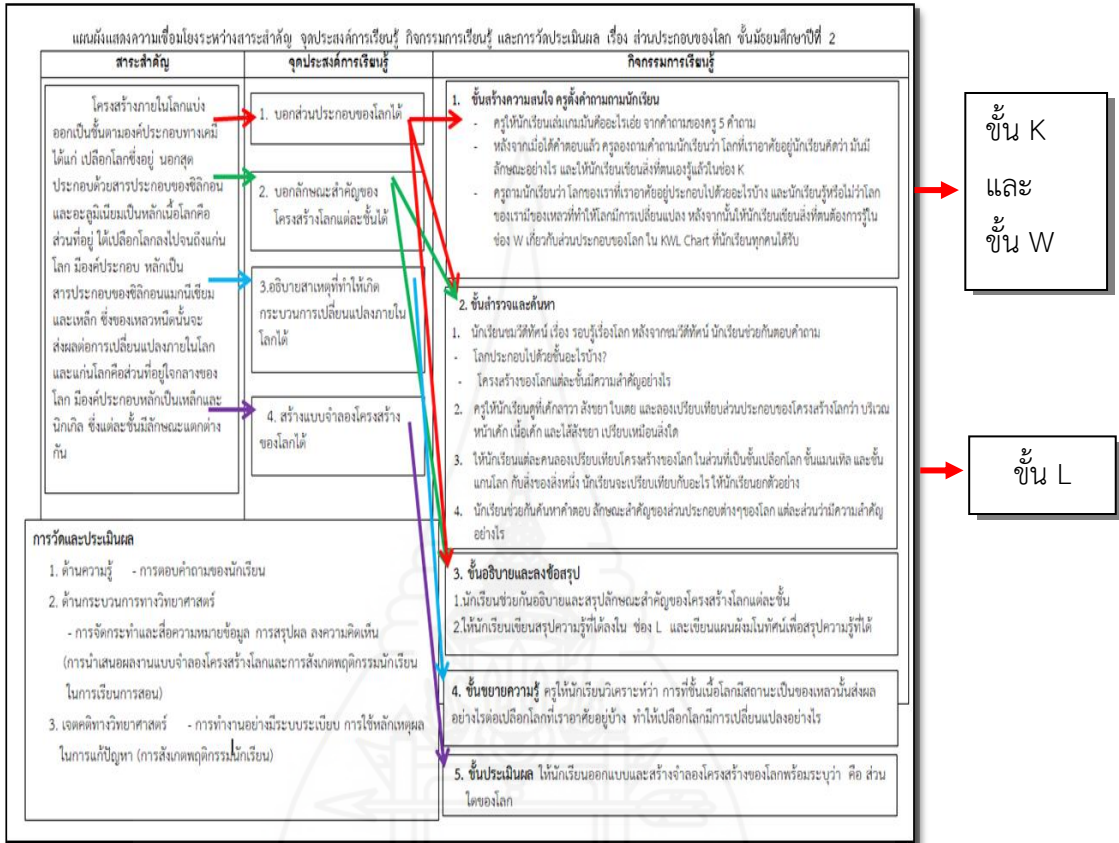 แผนผังแสดงความเชื่อมโยงระหว่างสาระสำคัญ จุดประสงค์การเรียนรู้ กิจกรรมการเรียนรู้ และการวัดประเมินผล เรื่อง ส่วนประกอบของโลก ชั้นมัธยมศึกษาปีที่ 2
สาระสำคัญ
โครงสร้างภายในโลกแบ่ง
ออกเป็นชั้นตามองค์ประกอบทางเคมี
ได้แก่ เปลือกโลกซึ่งอยู่ นอกสุด
ประกอบด้วยสารประกอบของซิลิกอน
และอะลูมิเนียมเป็นหลักเนื้อโลกคือ
ส่วนที่อยู่ ใต้เปลือกโลกลงไปจนถึงแก่น
โลก มีองค์ประกอบ หลักเป็น
สารประกอบของซิลิกอนแมกนีเซียม
และเหล็ก ซึ่งของเหลวหนืดนั้นจะ
ส่งผลต่อการเปลี่ยนแปลงภายในโลก
และแก่นโลกคือส่วนที่อยู่ใจกลางของ
โลก มีองค์ประกอบหลักเป็นเหล็กและ
นิกเกิล ซึ่งแต่ละชั้นมีลักษณะแตกต่าง
กัน
จุดประสงค์การเรียนรู้
1. บอกส่วนประกอบของโลกได้
2. บอกลักษณะสำคัญของ
โครงสร้างโลกแต่ละชั้นได้
3.อธิบายสาเหตุที่ทำให้เกิด
กระบวนการเปลี่ยนแปลงภายใน
โลกได้
4. สร้างแบบจำลองโครงสร้าง
ของโลกได้
กิจกรรมการเรียนรู้
1. ขั้นสร้างความสนใจ ครูตั้งคำถามถามนักเรียน
- ครูให้นักเรียนเล่มเกมมันคืออะไรเอ่ย จากคำถามของครู 5 คำถาม
- หลังจากเมื่อได้คำตอบแล้ว ครูลองถามคำถามนักเรียนว่า โลกที่เราอาศัยอยู่นักเรียนคิดว่า มันมี
ลักษณะอย่างไร และให้นักเรียนเขียนสิ่งที่ตนเองรู้แล้วในช่อง K
- ครูถามนักเรียนว่า โลกของเราที่เราอาศัยอยู่ประกอบไปด้วยอะไรบ้าง และนักเรียนรู้หรือไม่ว่าโลก
ของเรามีของเหลวที่ทำให้โลกมีการเปลี่ยนแปลง หลังจากนั้นให้นักเรียนเขียนสิ่งที่ตนต้องการรู้ใน
ช่อง W เกี่ยวกับส่วนประกอบของโลก ใน KWL Chart ที่นักเรียนทุกคนได้รับ
2. ขั้นสำรวจและค้นหา
1. นักเรียนชมวีดีทัศน์ เรื่อง รอบรู้เรื่องโลก หลังจากชมวีดีทัศน์ นักเรียนช่วยกันตอบคำถาม
- โลกประกอบไปด้วยชั้นอะไรบ้าง?
- โครงสร้างของโลกแต่ละชั้นมีความสำคัญอย่างไร
2. ครูให้นักเรียนดูที่เค้กลาวา สังขยา ใบเตย และลองเปรียบเทียบส่วนประกอบของโครงสร้างโลกว่า บริเวณ
หน้าเค้ก เนื้อเค้ก และไส้สังขยา เปรียบเหมือนสิ่งใด
3. ให้นักเรียนแต่ละคนลองเปรียบเทียบโครงสร้างของโลก ในส่วนที่เป็นชั้นเปลือกโลก ชั้นแมนเทิล และชั้น
แกนโลก กับสิ่งของสิ่งหนึ่ง นักเรียนจะเปรียบเทียบกับอะไร ให้นักเรียนยกตัวอย่าง
4. นักเรียนช่วยกันค้นหาคำตอบ ลักษณะสำคัญของส่วนประกอบต่างๆของโลก แต่ละส่วนว่ามีความสำคัญ
อย่างไร
3. ขั้นอธิบายและลงข้อสรุป
1.นักเรียนช่วยกันอธิบายและสรุปลักษณะสำคัญของโครงสร้างโลกแต่ละชั้น
2.ให้นักเรียนเขียนสรุปความรู้ที่ได้ลงใน ช่อง L และเขียนแผนผังมโนทัศน์เพื่อสรุปความรู้ที่ได้
4. ขั้นขยายความรู้ ครูให้นักเรียนวิเคราะห์ว่า การที่ชั้นเนื้อโลกมีสถานะเป็นของเหลวนั้นส่งผล
อย่างไรต่อเปลือกโลกที่เราอาศัยอยู่บ้าง ทำให้เปลือกโลกมีการเปลี่ยนแปลงอย่างไร
5. ขั้นประเมินผล ให้นักเรียนออกแบบและสร้างจำลองโครงสร้างของโลกพร้อมระบุว่า คือ ส่วน
ใดของโลก
การวัดและประเมินผล
1. ด้านความรู้ - การตอบคำถามของนักเรียน
2. ด้านกระบวนการทางวิทยาศาสตร์
- การจัดกระทำและสื่อความหมายข้อมูล การสรุปผล ลงความคิดเห็น
(การนำเสนอผลงานแบบจำลองโครงสร้างโลกและการสังเกตพฤติกรรมนักเรียน
ในการเรียนการสอน)
3. เจตคติทางวิทยาศาสตร์ - การทำงานอย่างมีระบบระเบียบ การใช้หลักเหตุผล
ในการแก้ปัญหา (การสังเกตพฤติกรรมนักเรียน)
ขั้น K
และ
ขั้น W
ขั้น L